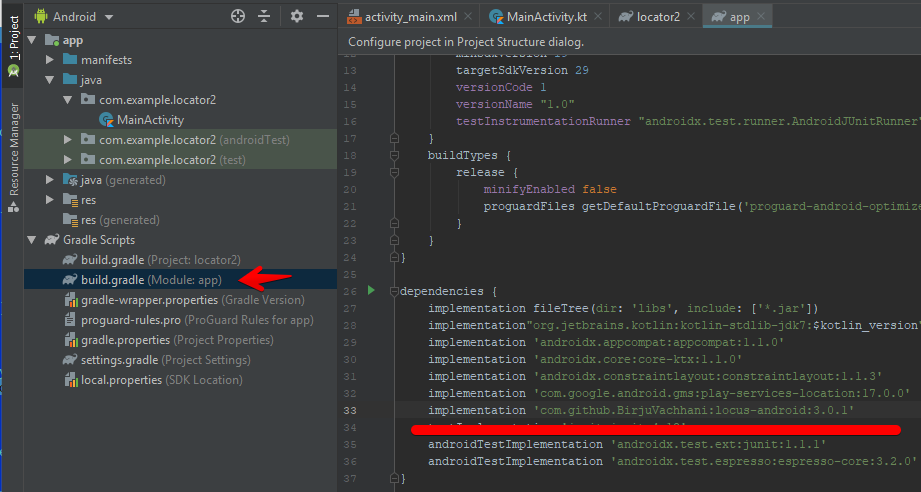 1: Project
Resource Manager
Android
app
manifests
java
com.example.locator2
MainActivity
com.example.locator2 (androidTest)
com.example.locator2 (test)
java (generated)
res
res (generated)
Gradle Scripts
build.gradle (Project: locator2)
build.gradle (Module: app)
gradle-wrapper.properties (Gradle Version)
proguard-rules.pro (ProGuard Rules for app)
gradle.properties (Project Properties)
settings.gradle (Project Settings)
local.properties (SDK Location)
activity_main.xml
MainActivity.kt
locator2
app
Configure project in Project Structure dialog.
12 minSdkVersion
13 targetSdkVersion 29
14 versionCode 1
15 versionName "1.0"
16 testInstrumentationRunner "androidx.test.runner.AndroidJUnitRunner"
17 }
18 buildTypes {
19 release {
20 minifyEnabled false
21 proguardFiles getDefaultProguardFile('proguard-android-optimize
22 }
23 }
24 }
25
26 dependencies {
27 implementation fileTree(dir: 'libs', include: ['*.jar'])
28 implementation"org.jetbrains.kotlin:kotlin-stdlib-jdk7:$kotlin_version"
29 implementation 'androidx.appcompat:appcompat:1.1.0'
30 implementation 'androidx.core:core-ktx:1.1.0'
31 implementation 'androidx.constraintlayout:constraintlayout:1.1.3'
32 implementation 'com.google.android.gms:play-services-location:17.0.0'
33 implementation 'com.github.BirjuVachhani:locus-android:3.0.1'
34
35 androidTestImplementation 'androidx.test.ext:junit:1.1.1'
36 androidTestImplementation 'androidx.test.espresso:espresso-core:3.2.0'
37 }